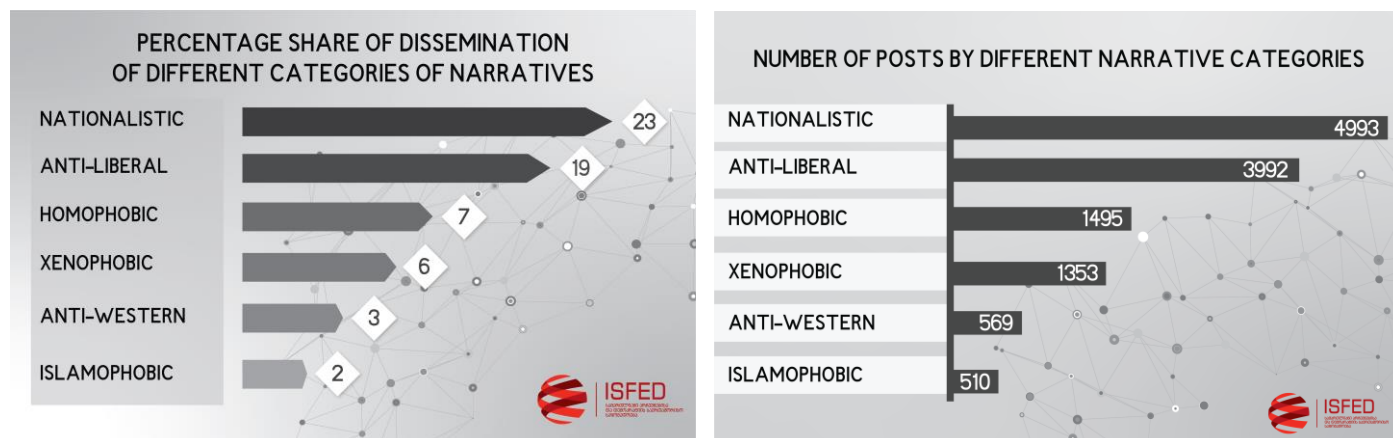 PERCENTAGE SHARE OF DISSEMINATION
OF DIFFERENT CATEGORIES OF NARRATIVES
NATIONALISTIC
23
ANTI-LIBERAL
19
HOMOPHOBIC
7
XENOPHOBIC
6
ANTI-WESTERN
3
ISLAMOPHOBIC
2
ISFED
NUMBER OF POSTS BY DIFFERENT NARRATIVE CATEGORIES
NATIONALISTIC
4993
ANTI-LIBERAL
3992
HOMOPHOBIC
1495
XENOPHOBIC
1353
ANTI-WESTERN
569
ISLAMOPHOBIC
510
ISFED